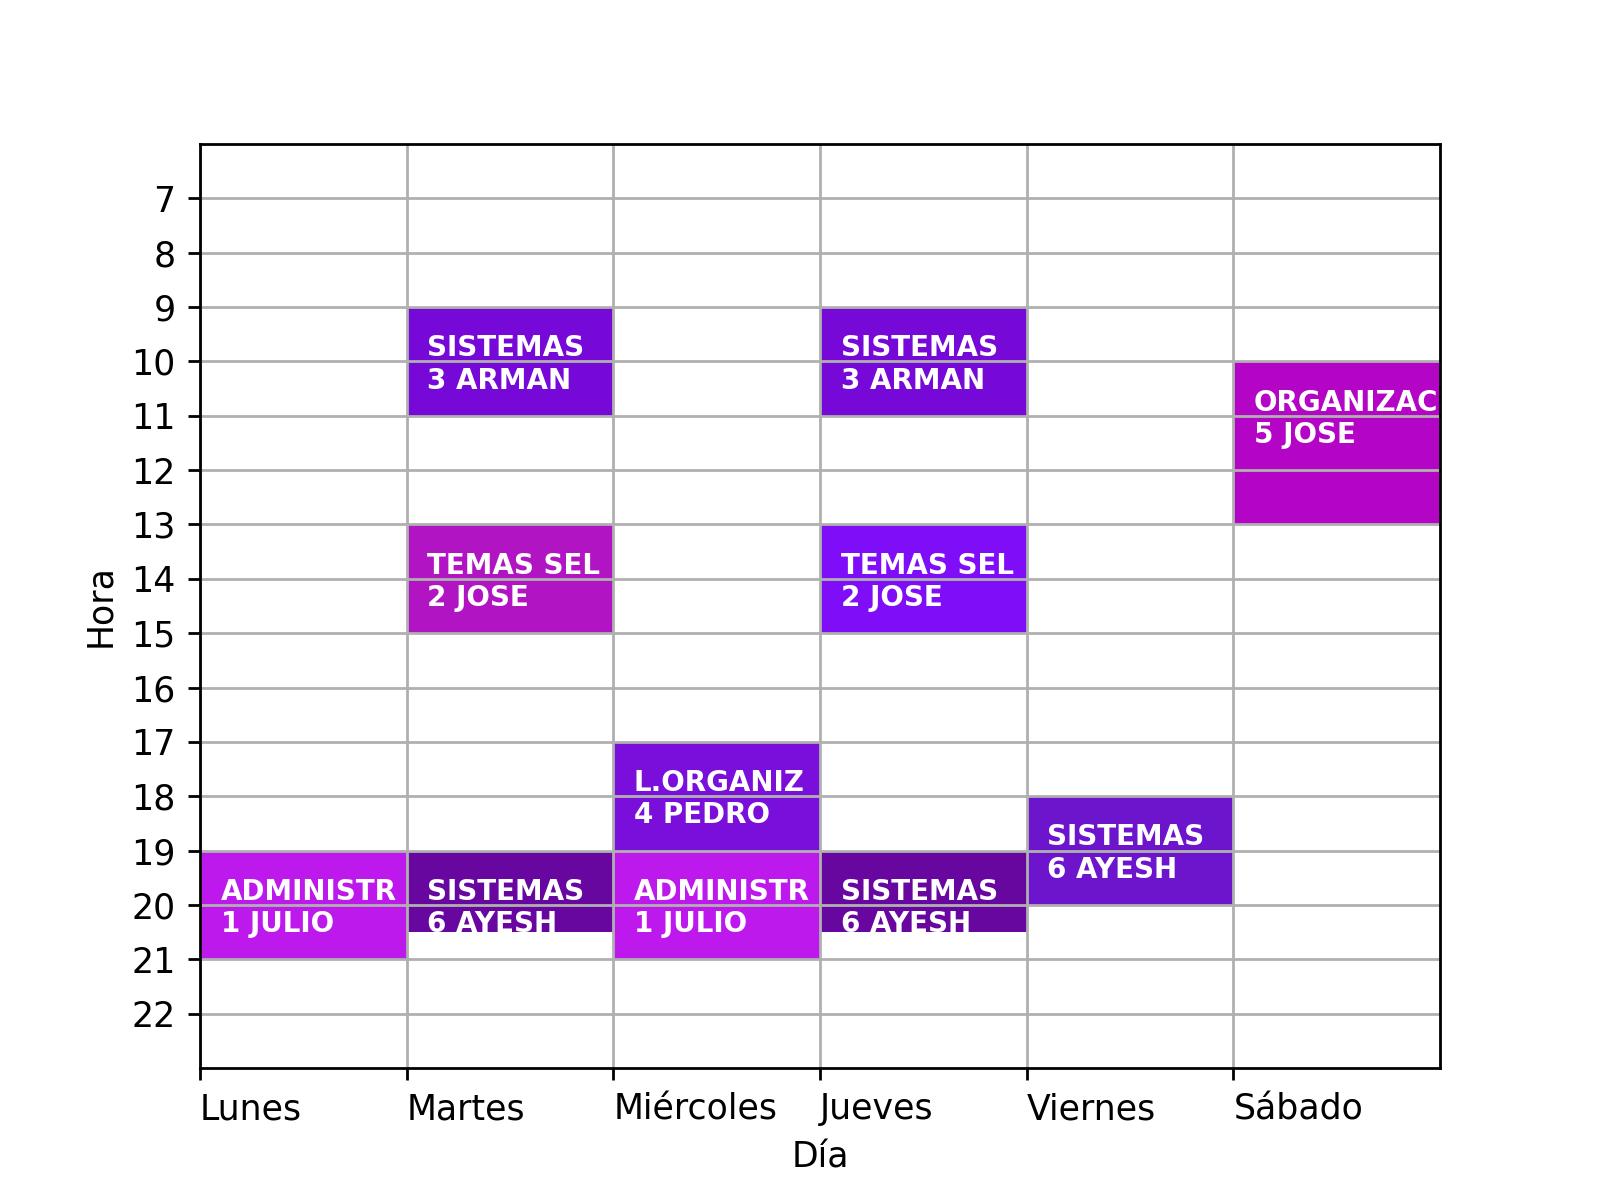 7
8
9
SISTEMAS
3 ARMAN
SISTEMAS
3 ARMAN
10
ORGANIZAC
5 JOSE
11
12
13
TEMAS SEL
2 JOSE
TEMAS SEL
2 JOSE
14
15
16
17
L.ORGANIZ
4 PEDRO
18
SISTEMAS
6 AYESH
19
ADMINISTR
1 JULIO
SISTEMAS
6 AYESH
ADMINISTR
1 JULIO
SISTEMAS
6 AYESH
20
21
22
Hora
Lunes
Martes
Miércoles
Jueves
Viernes
Sábado
Día